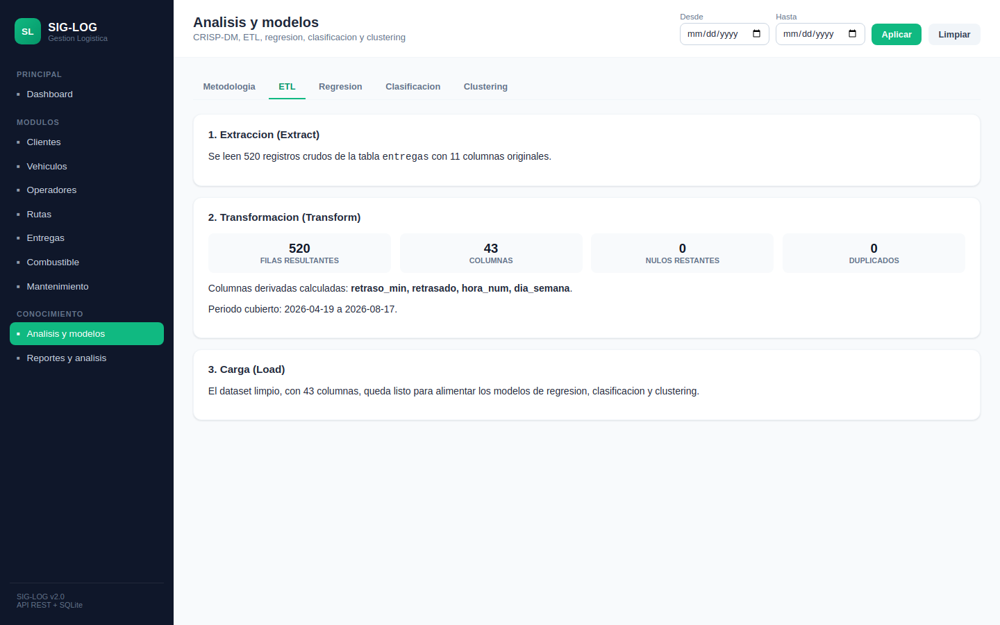 SL
SIG-LOG
Gestion Logistica
PRINCIPAL
Dashboard
MODULOS
Clientes
Vehiculos
Operadores
Rutas
Entregas
Combustible
Mantenimiento
CONOCIMIENTO
Analisis y modelos
Reportes y analisis
SIG-LOG v2.0
API REST + SQLite
Analisis y modelos
CRISP-DM, ETL, regresion, clasificacion y clustering
Desde
mm/dd/yyyy
Hasta
mm/dd/yyyy
Aplicar
Limpiar
Metodologia
ETL
Regresion
Clasificacion
Clustering
1. Extraccion (Extract)
Se leen 520 registros crudos de la tabla entregas con 11 columnas originales.
2. Transformacion (Transform)
520
FILAS RESULTANTES
43
COLUMNAS
0
NULOS RESTANTES
0
DUPLICADOS
Columnas derivadas calculadas: retraso_min, retrasado, hora_num, dia_semana.
Periodo cubierto: 2026-04-19 a 2026-08-17.
3. Carga (Load)
El dataset limpio, con 43 columnas, queda listo para alimentar los modelos de regresion, clasificacion y clustering.